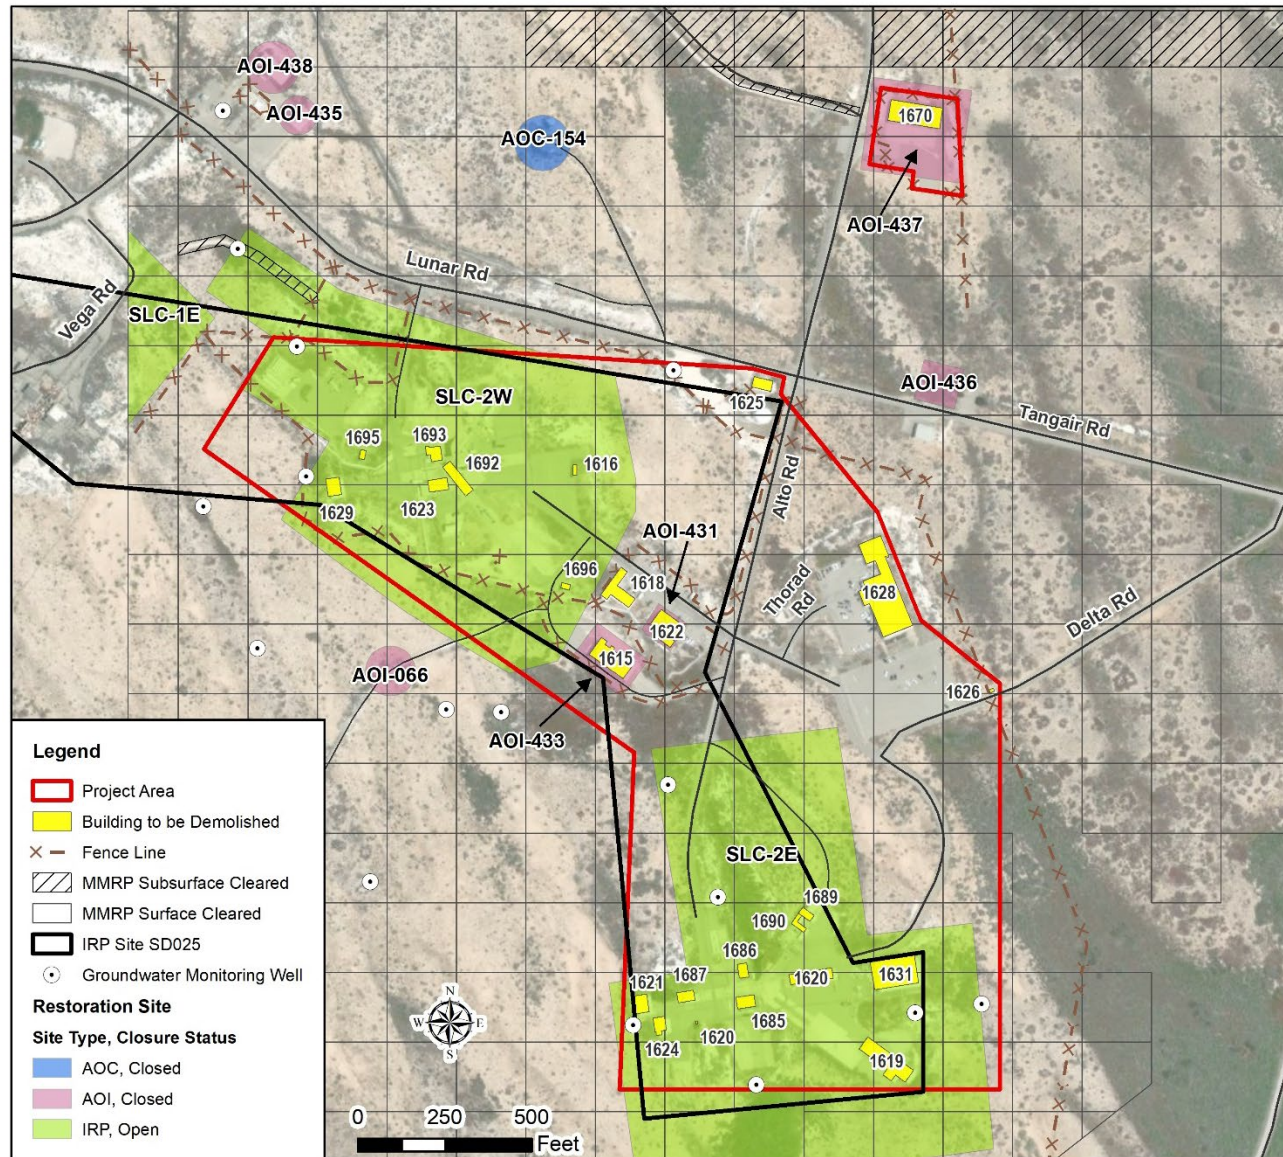 AOI-438
AOI-435
AOC-154
1670
AOI-437
Lunar Rd
Vega Rd
SLC-1E
SLC-2W
1625
AOI-436
Tangair Rd
1695
1693
1692
1616
1629
1623
Alto Rd
AOI-431
1696
1618
Thorad
Rd
1628
Delta Rd
1622
1615
AOI-066
1626
AOI-433
SLC-2E
1689
1690
1686
1687
1621
1620
1631
1685
1620
1624
1619
Legend
Project Area
Building to be Demolished
Fence Line
MMRP Subsurface Cleared
MMRP Surface Cleared
IRP Site SD025
Groundwater Monitoring Well
Restoration Site
Site Type, Closure Status
AOC, Closed
AOI, Closed
IRP, Open
N
W E
S
0 250 500
Feet